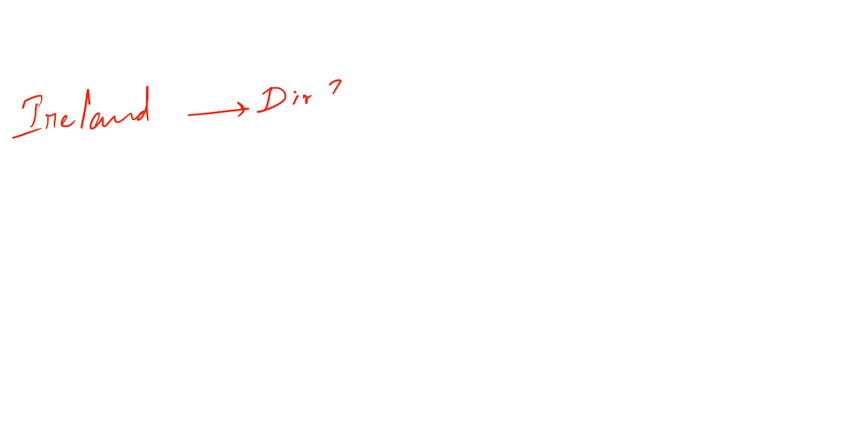 Ireland → Dir ?